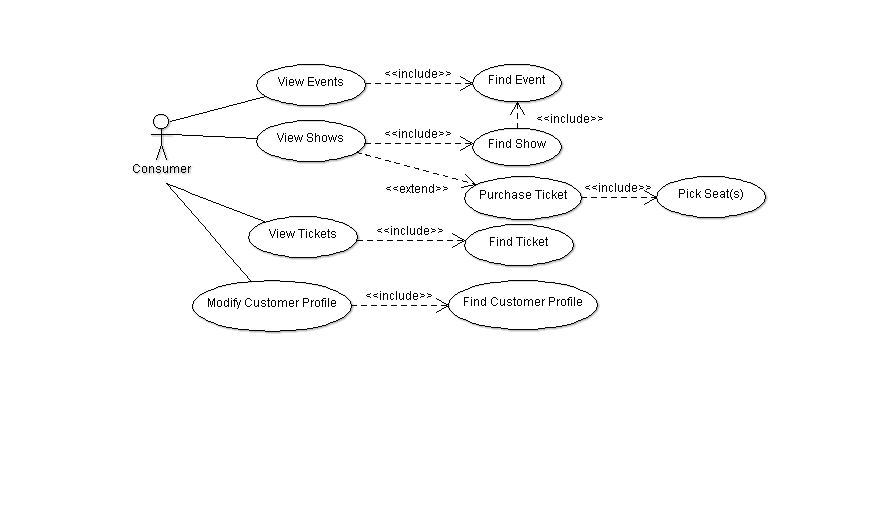 View Events
<<include>>
Find Event
<<include>>
View Shows
<<include>>
Find Show
Consumer
<<extend>>
Purchase Ticket
<<include>>
Pick Seat(s)
View Tickets
<<include>>
Find Ticket
Modify Customer Profile
<<include>>
Find Customer Profile